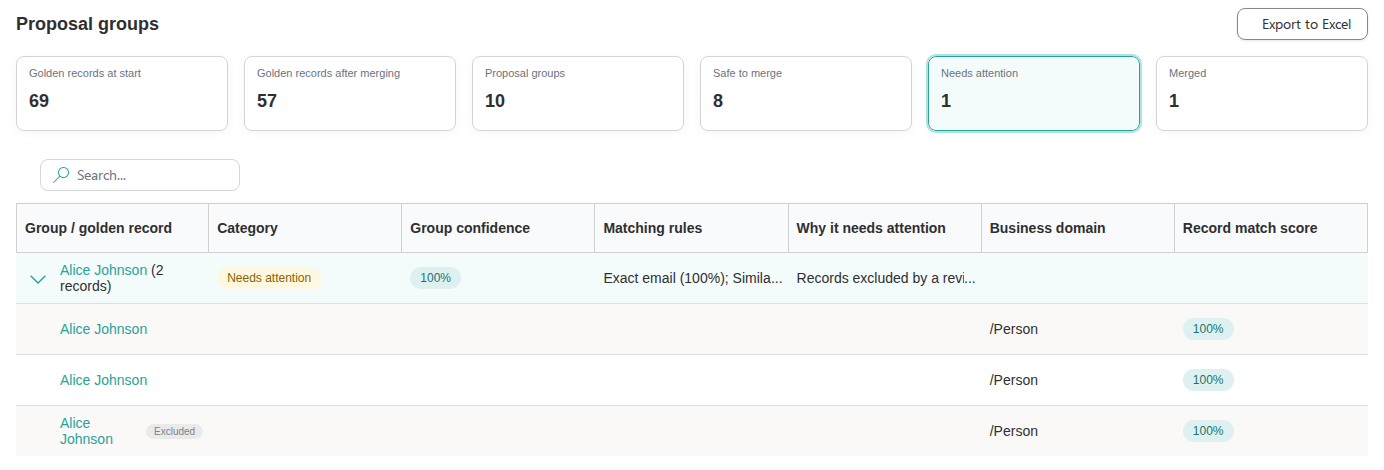 Proposal groups
Export to Excel
Golden records at start
69
Golden records after merging
57
Proposal groups
10
Safe to merge
8
Needs attention
1
Merged
1
Search...
Group / golden record Category Group confidence Matching rules Why it needs attention Business domain Record match score
Alice Johnson (2
records)
Needs attention 100% Exact email (100%); Simila... Records excluded by a revi...
Alice Johnson /Person 100%
Alice Johnson /Person 100%
Alice
Johnson
Excluded /Person 100%